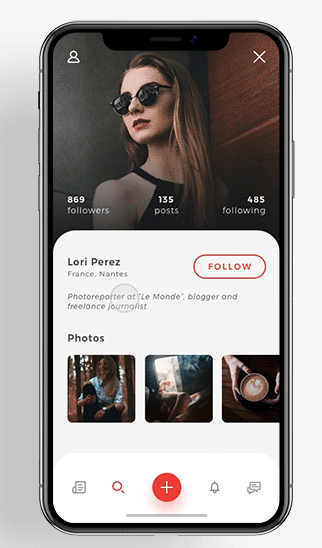 869 135 485
followers posts following
Lori Perez
France, Nantes
FOLLOW
Photoreporter at "Le Monde", blogger and
freelance journalist.
Photos